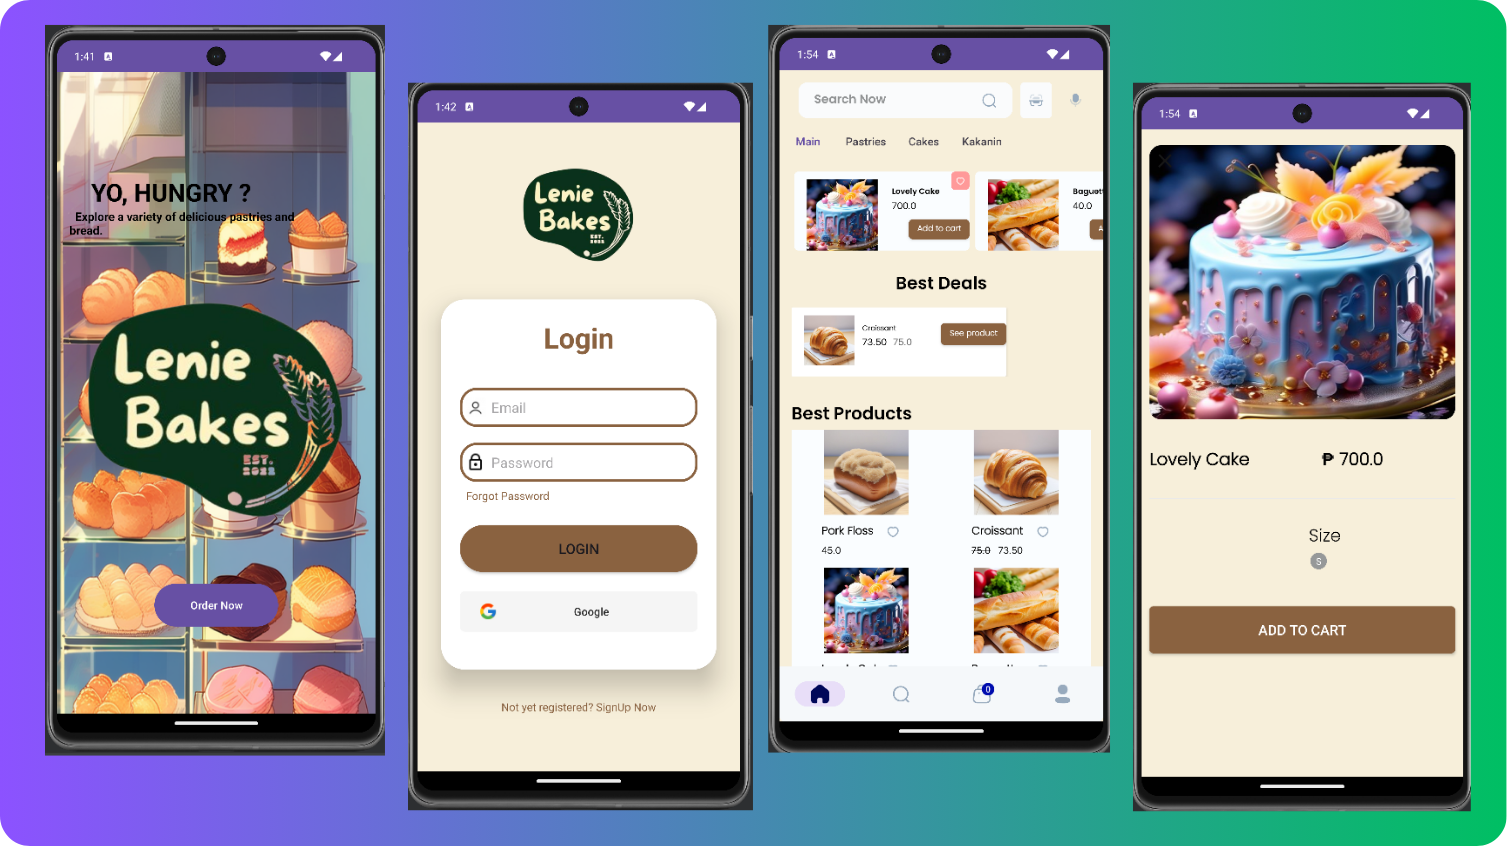 1:41
YO, HUNGRY ?
Explore a variety of delicious pastries and
bread.
Lenie
Bakes
EST.
2022
Order Now
1:42
Lenie
Bakes
EST.
2022
Login
Email
Password
Forgot Password
LOGIN
Google
Not yet registered? SignUp Now
1:54
Search Now
Main Pastries Cakes Kakanin
Lovely Cake
700.0
Add to cart
Baguett
40.0
A
Best Deals
Croissant
73.50 75.0
See product
Best Products
Pork Floss
45.0
Croissant
75.0 73.50
0
1:54
Lovely Cake ₱ 700.0
Size
S
ADD TO CART